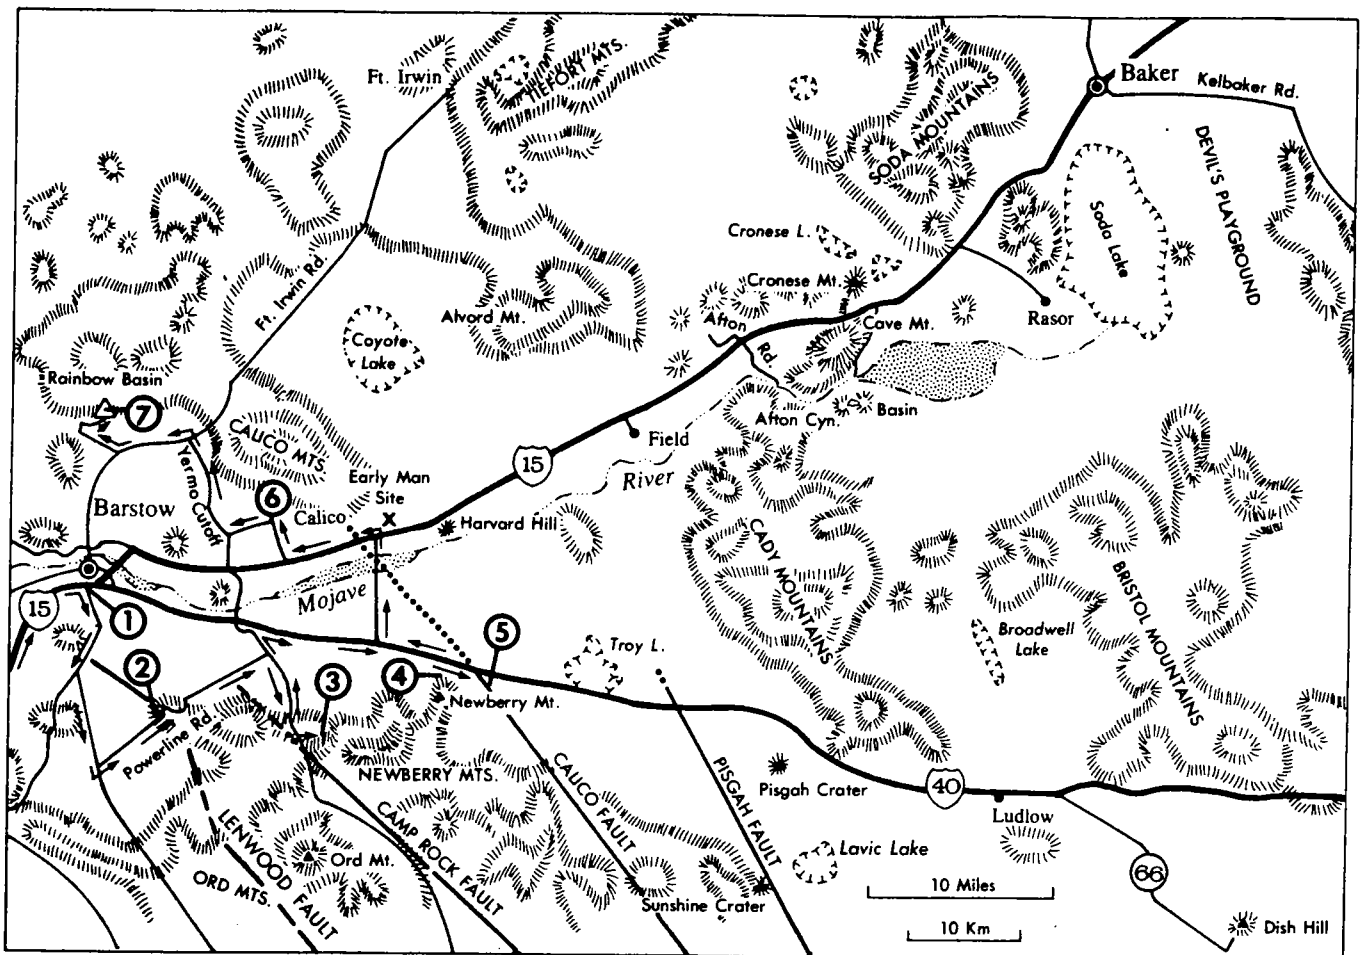 Ft. Irwin
TIEFORT MTS.
Baker
Kelbaker Rd.
SODA MOUNTAINS
DEVIL'S PLAYGROUND
Soda Lake
Cronese L.
Cronese Mt.
Ft. Irwin Rd.
Alvord Mt.
Afton Rd.
Cave Mt.
Rasor
Coyote
Lake
Rainbow Basin
7
CALICO MTS.
Afton Cyn.
Basin
Field
15
River
Yermo Cutoff
Early Man
Site
Barstow
6
Calico
X
Harvard Hill
CADY MOUNTAINS
BRISTOL MOUNTAINS
Mojave
15
1
5
Troy L.
Broadwell
Lake
2
3
4
Newberry Mt.
Powerline Rd.
NEWBERRY MTS.
CALICO FAULT
PISGAH FAULT
Pisgah Crater
40
Ludlow
LENWOOD FAULT
CAMP ROCK FAULT
Ord Mt.
ORD MTS.
Lavic Lake
Sunshine Crater
10 Miles
66
10 Km
Dish Hill